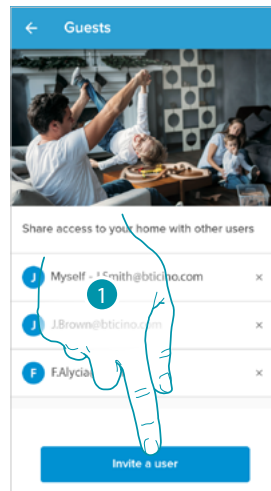 Guests
Share access to your home with other users
J Myself - J.Smith@bticino.com ×
1
J J.Brown@bticino.com ×
F F.Alycia ×
Invite a user